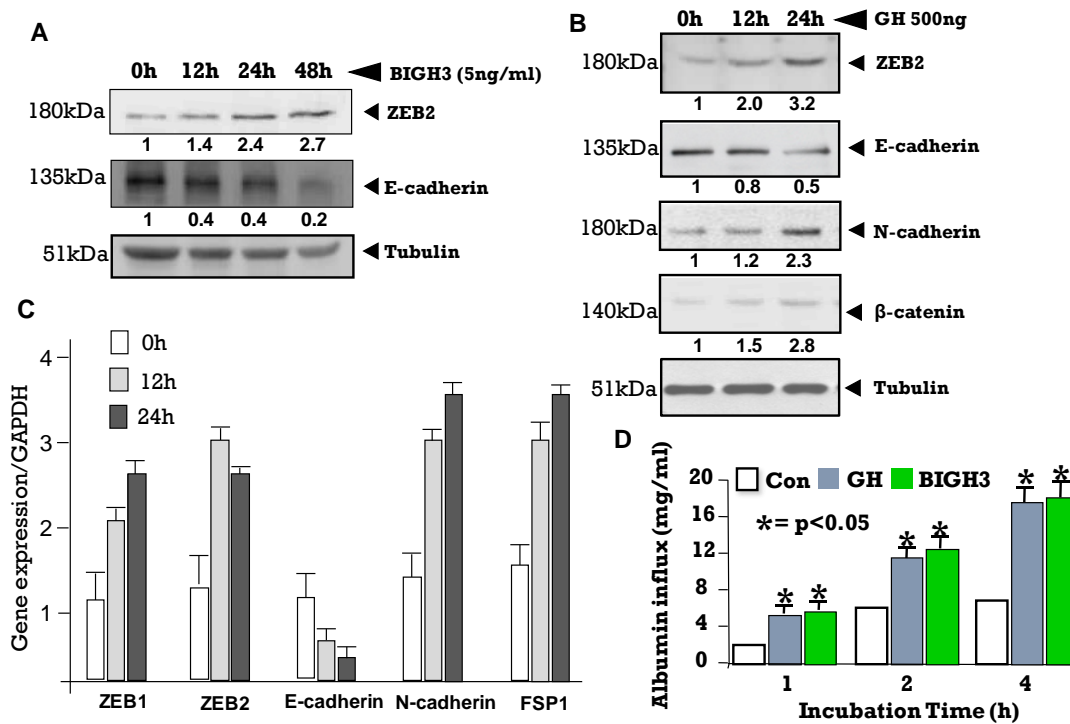 A
0h 12h 24h 48h BIGH3 (5ng/ml)
180kDa ZEB2
1 1.4 2.4 2.7
135kDa E-cadherin
1 0.4 0.4 0.2
51kDa Tubulin
B
0h 12h 24h GH 500ng
180kDa ZEB2
1 2.0 3.2
135kDa E-cadherin
1 0.8 0.5
180kDa N-cadherin
1 1.2 2.3
140kDa β-catenin
1 1.5 2.8
51kDa Tubulin
C
Gene expression/GAPDH
0h
12h
24h
4
3
2
1
ZEB1 ZEB2 E-cadherin N-cadherin FSP1
D
Albumin influx (mg/ml)
Con GH BIGH3
*= p<0.05
* * * * * *
20
16
12
8
4
0
1 2 4
Incubation Time (h)